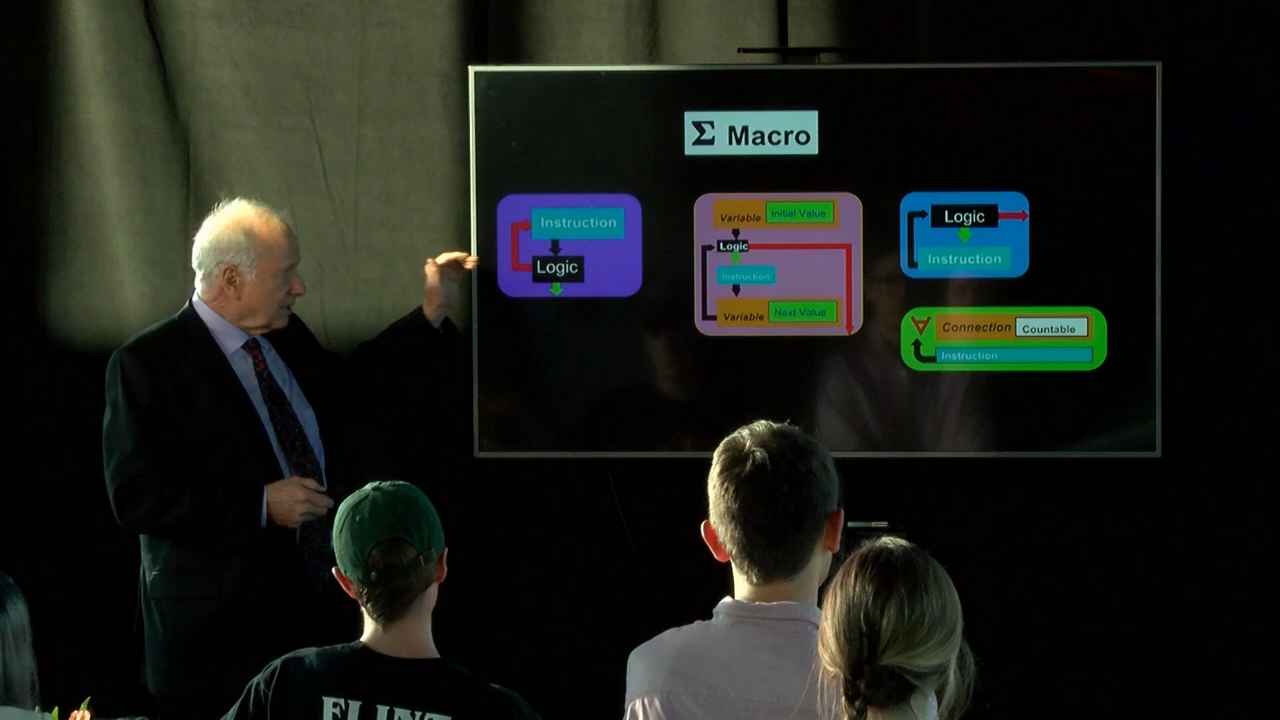 Σ Macro
Instruction
Logic
Variable Initial Value
Logic
Instruction
Variable Next Value
Logic
Instruction
∀ Connection Countable
Instruction
FLINT